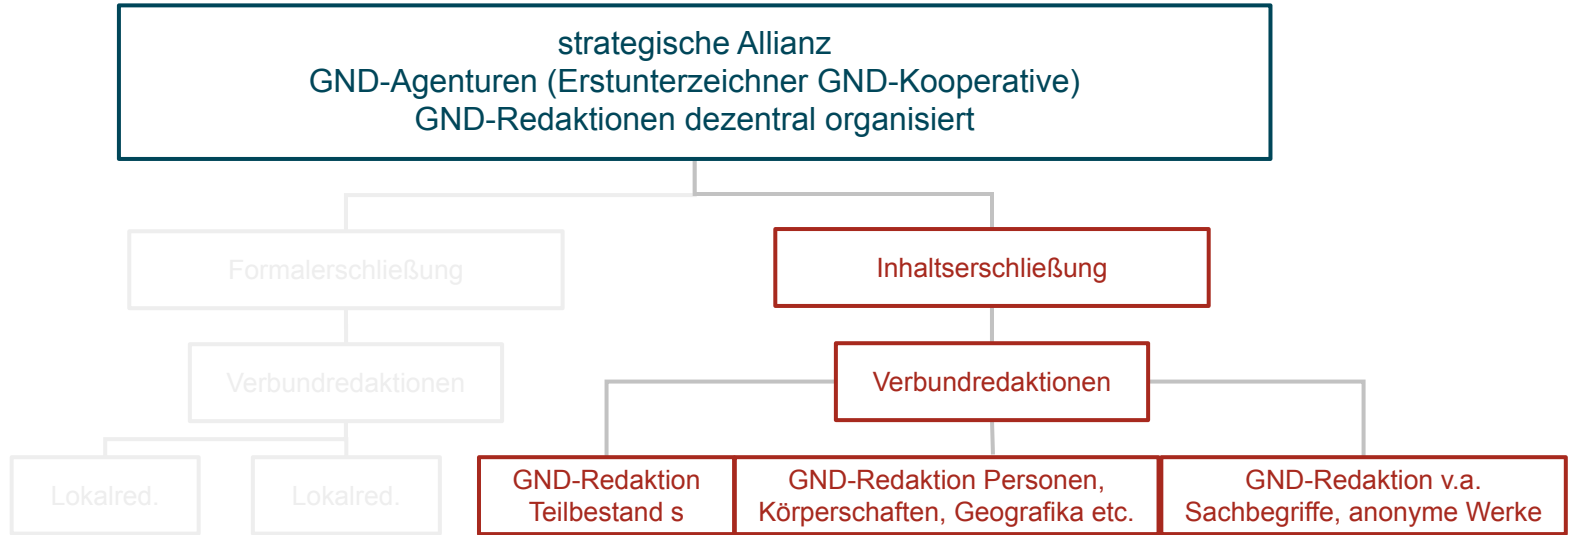 strategische Allianz
GND-Agenturen (Erstunterzeichner GND-Kooperative)
GND-Redaktionen dezentral organisiert
Formalerschließung
Inhaltserschließung
Verbundredaktionen
Verbundredaktionen
Lokalred.
Lokalred.
GND-Redaktion
Teilbestand s
GND-Redaktion Personen,
Körperschaften, Geografika etc.
GND-Redaktion v.a.
Sachbegriffe, anonyme Werke